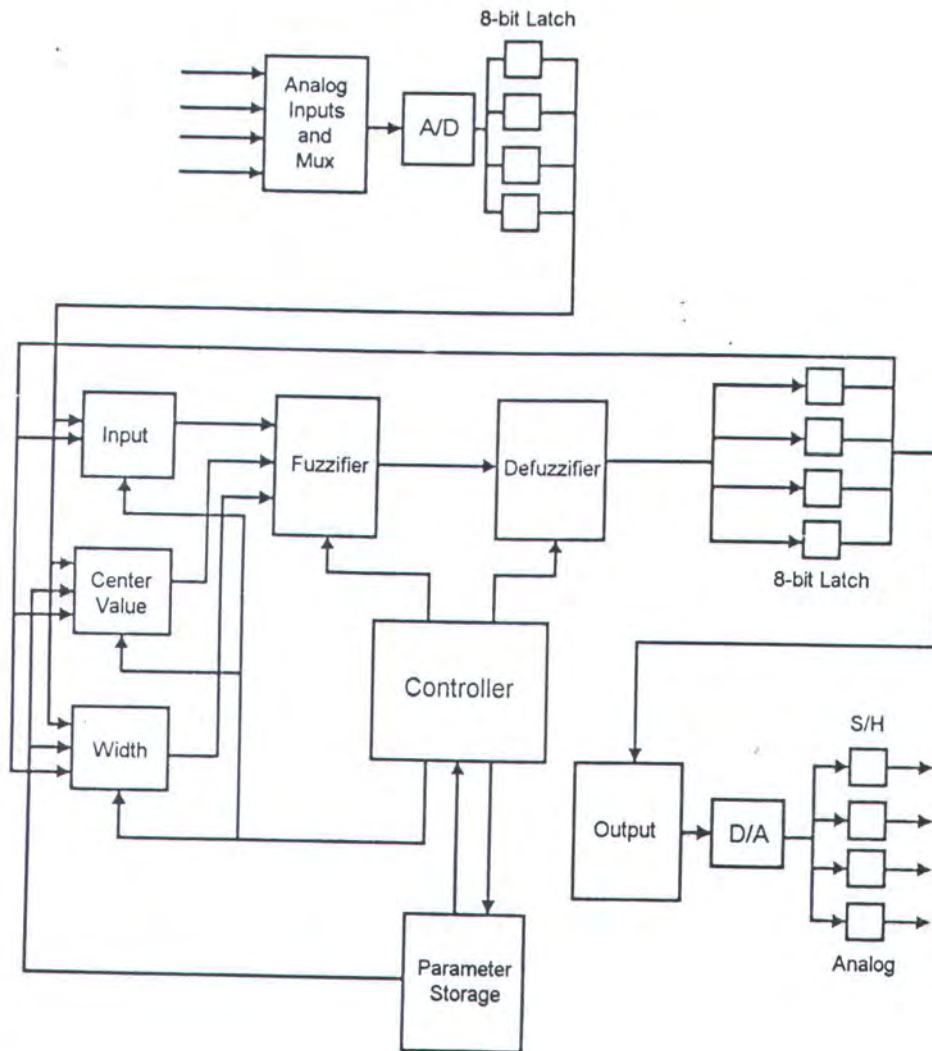 8-bit Latch
Analog
Inputs
and
Mux
A/D
Input
Fuzzifier
Defuzzifier
8-bit Latch
Center
Value
Controller
Width
S/H
Output
D/A
Analog
Parameter
Storage